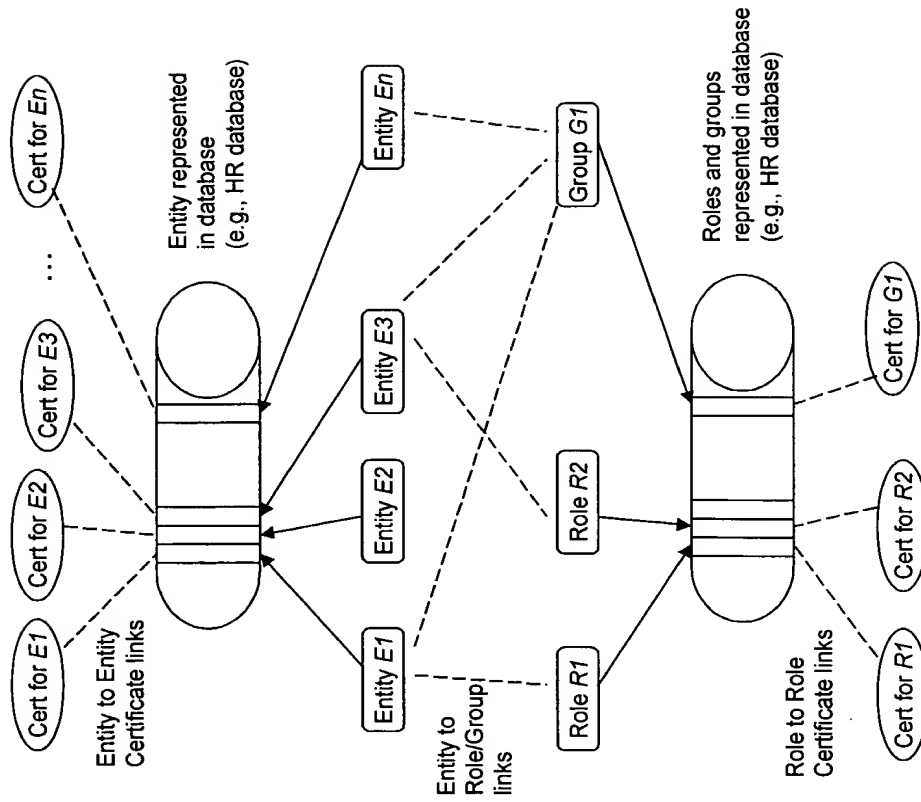 Cert for E1
Cert for E2
Cert for E3
...
Cert for En
Entity to Entity
Certificate links
Entity represented
in database
(e.g., HR database)
Entity E1
Entity E2
Entity E3
Entity En
Entity to
Role/Group
links
Role R1
Role R2
Group G1
Roles and groups
represented in database
(e.g., HR database)
Role to Role
Certificate links
Cert for R1
Cert for R2
Cert for G1